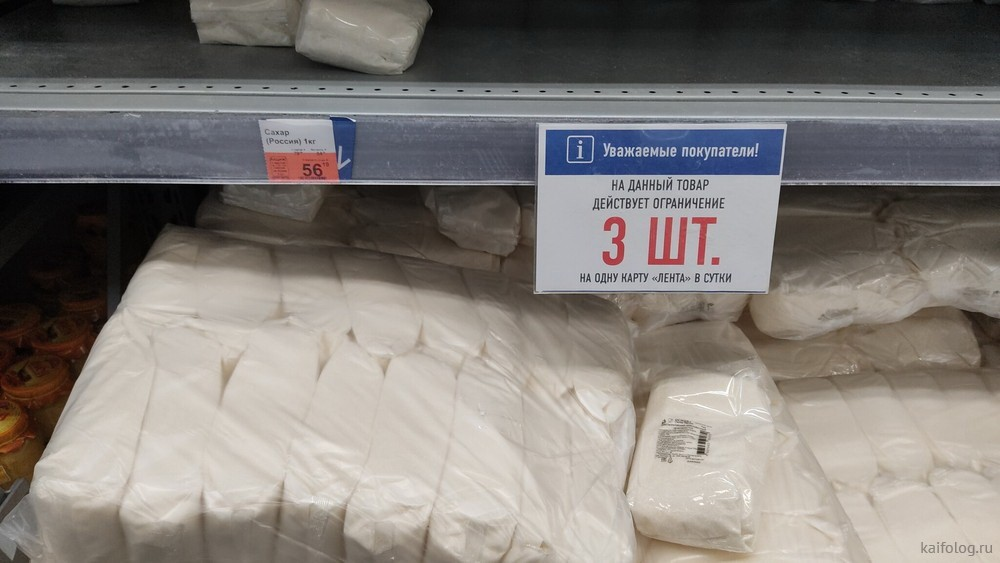 Сахар
(Россия) 1кг
56
Уважаемые покупатели!
НА ДАННЫЙ ТОВАР
ДЕЙСТВУЕТ ОГРАНИЧЕНИЕ
3 ШТ.
НА ОДНУ КАРТУ «ЛЕНТА» В СУТКИ
kaifolog.ru